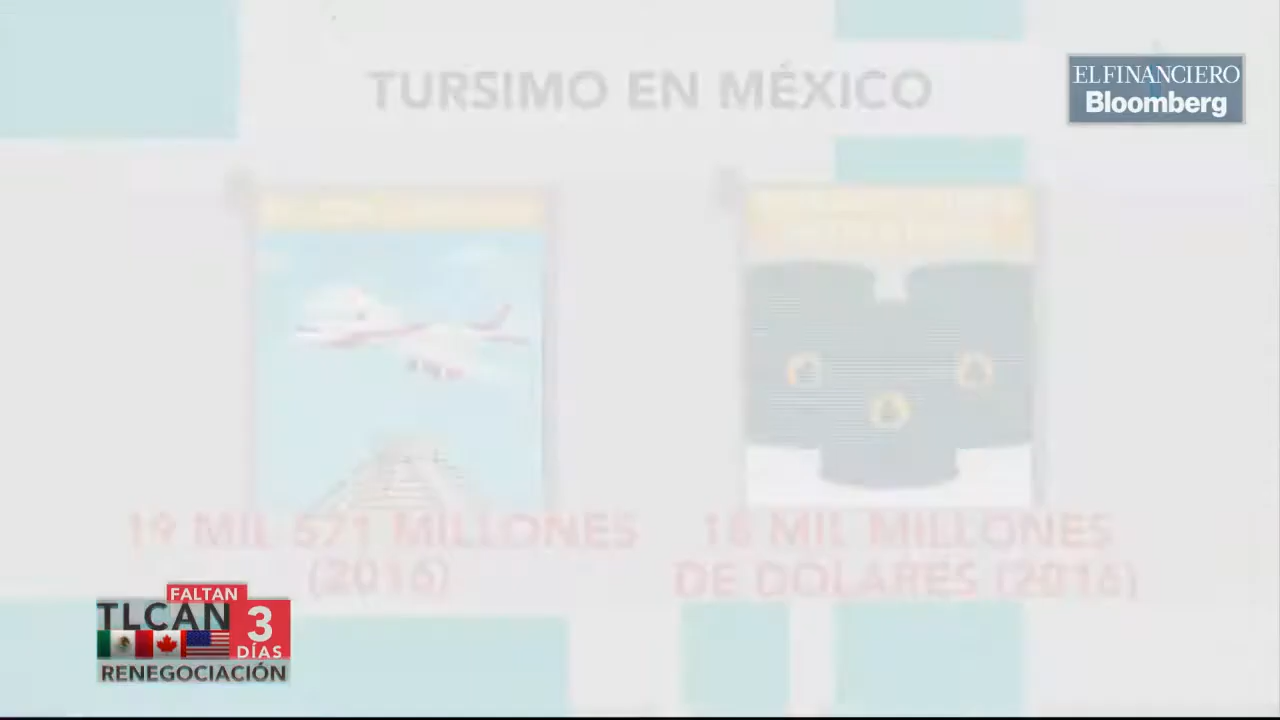 TURSIMO EN MÉXICO
EL FINANCIERO
Bloomberg
19 MIL 571 MILLONES
(2016)
18 MIL MILLONES
DE DOLARES (2016)
FALTAN
TLCAN 3
DÍAS
RENEGOCIACIÓN